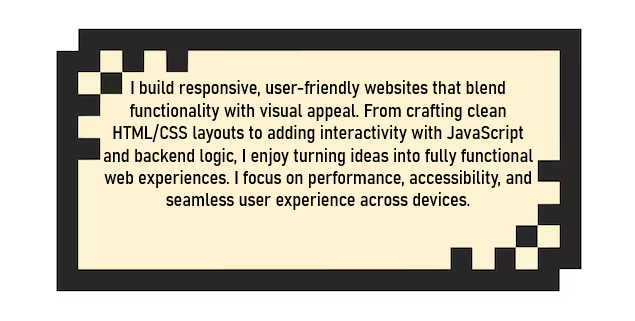 I build responsive, user-friendly websites that blend
functionality with visual appeal. From crafting clean
HTML/CSS layouts to adding interactivity with JavaScript
and backend logic, I enjoy turning ideas into fully functional
web experiences. I focus on performance, accessibility, and
seamless user experience across devices.